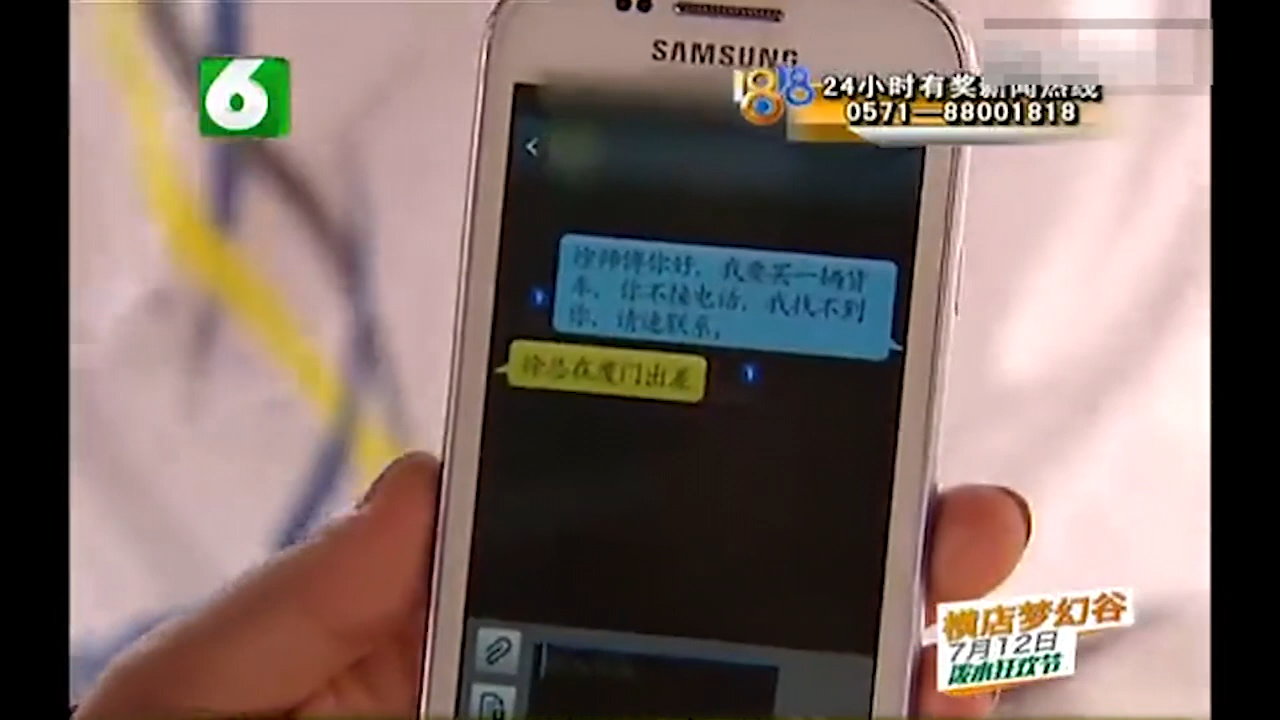 SAMSUNG
6
1818
24小时有奖新闻热线
0571—88001818
徐师傅你好，我要买一辆货
车，你不接电话，我找不到
你，请速联系，
徐总在厦门出差
横店梦幻谷
7月12日
泼水狂欢节